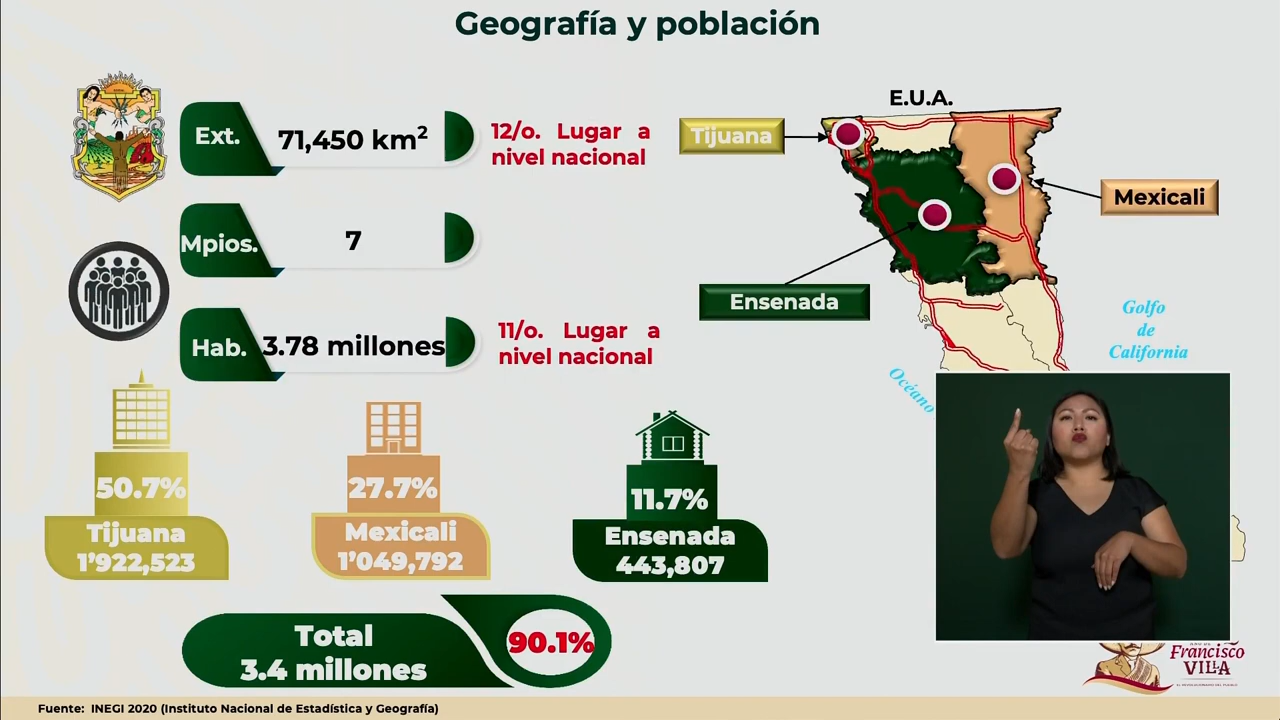 Geografía y población
Ext.
71,450 km²
12/o. Lugar a
nivel nacional
Mpios.
7
Hab.
3.78 millones
11/o. Lugar a
nivel nacional
E.U.A.
Tijuana
Mexicali
Ensenada
Golfo
de
California
Océano
50.7%
Tijuana
1’922,523
27.7%
Mexicali
1’049,792
11.7%
Ensenada
443,807
Total
3.4 millones
90.1%
Francisco
VILLA
Fuente: INEGI 2020 (Instituto Nacional de Estadística y Geografía)